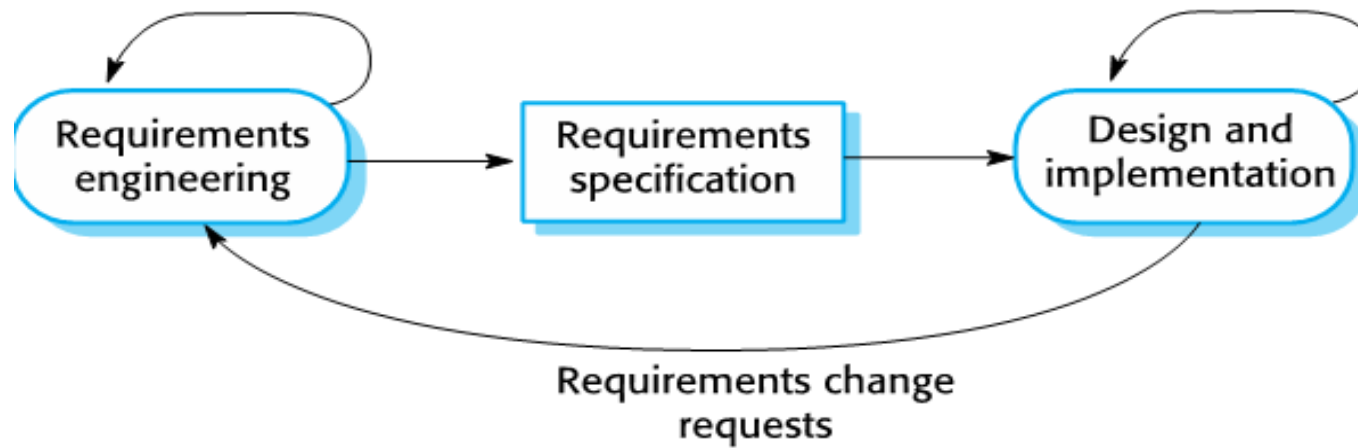 Requirements
engineering
Requirements
specification
Design and
implementation
Requirements change
requests